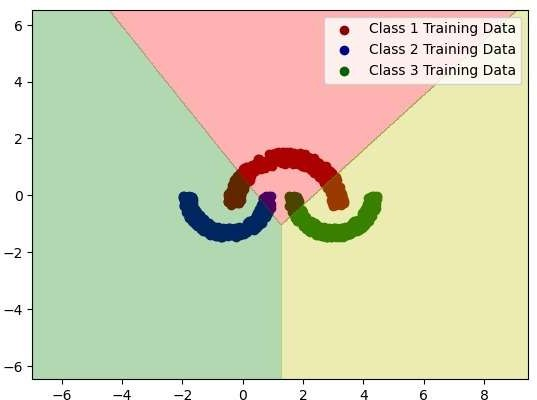 Class 1 Training Data
Class 2 Training Data
Class 3 Training Data
6
4
2
0
−2
−4
−6
−6 −4 −2 0 2 4 6 8